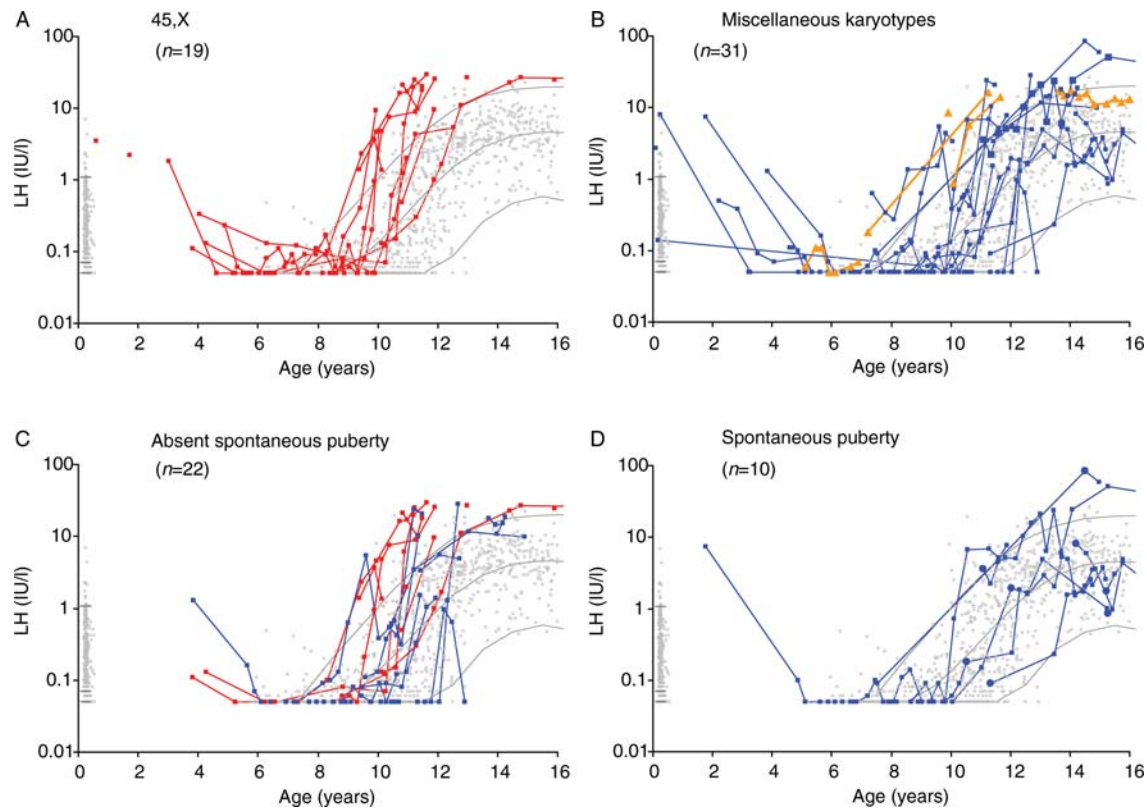 A
45,X
(n=19)
100
10
1
0.1
0.01
LH (IU/l)
0 2 4 6 8 10 12 14 16
Age (years)
B
Miscellaneous karyotypes
(n=31)
100
10
1
0.1
0.01
LH (IU/l)
0 2 4 6 8 10 12 14 16
Age (years)
C
Absent spontaneous puberty
(n=22)
100
10
1
0.1
0.01
LH (IU/l)
0 2 4 6 8 10 12 14 16
Age (years)
D
Spontaneous puberty
(n=10)
100
10
1
0.1
0.01
LH (IU/l)
0 2 4 6 8 10 12 14 16
Age (years)